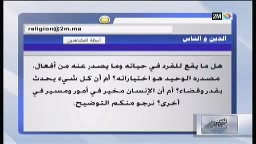 الدين و الناس
religion@2m.ma
أسئلة المشاهدين
هل ما يقع للفرد في حياته وما يصدر عنه من أفعال،
مصدره الوحيد هو اختياراته؟ أم أن كل شيء يحدث
بقدر وقضاء؟ أم أن الإنسان مخير في أمور ومسير في
أخرى؟ نرجو منكم التوضيح.